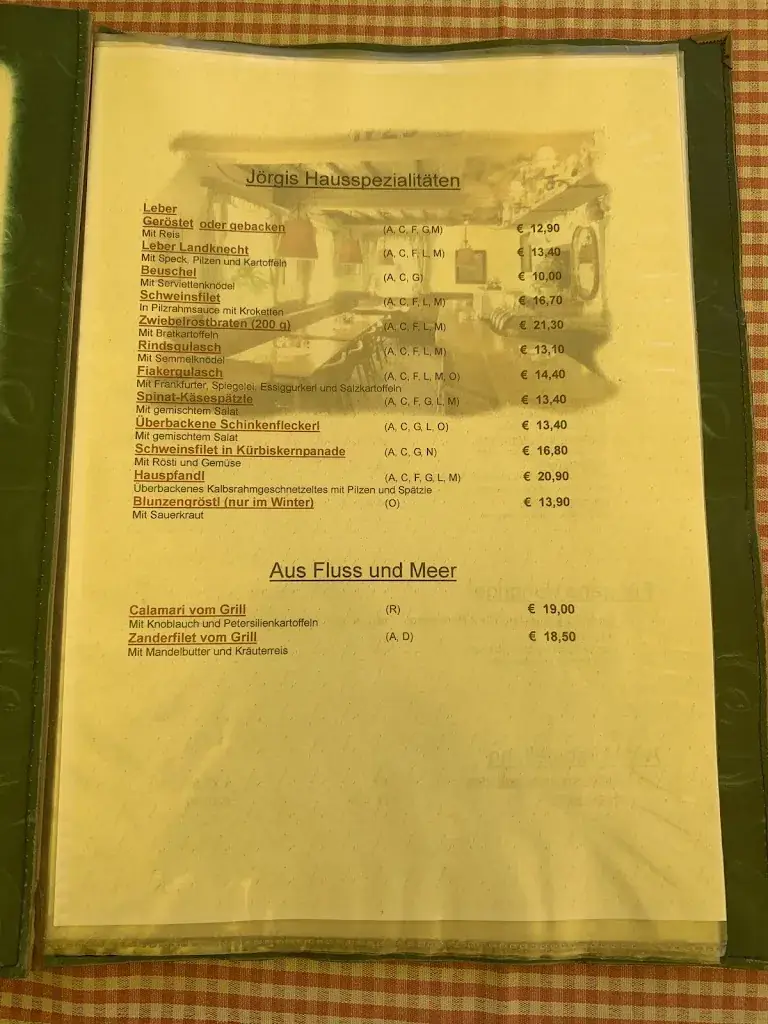 Jörgis Hausspezialitäten
Leber
Geröstet oder gebacken (A, C, F, G,M) € 12,90
Mit Reis
Leber Landknecht (A, C, F, L, M) € 13,40
Mit Speck, Pilzen und Kartoffeln
Beuschel (A, C, G) € 10,00
Mit Serviettenknödel
Schweinsfilet (A, C, F, L, M) € 16,70
In Pilzrahmsauce mit Kroketten
Zwiebelrostbraten (200 g) (A, C, F, L, M) € 21,30
Mit Bratkartoffeln
Rindsgulasch (A, C, F, L, M) € 13,10
Mit Semmelknödel
Fiakergulasch (A, C, F, L, M, O) € 14,40
Mit Frankfurter, Spiegelei, Essiggurkerl und Salzkartoffeln
Spinat-Käsespätzle (A, C, F, G, L, M) € 13,40
Mit gemischtem Salat
Überbackene Schinkenfleckerl (A, C, G, L, O) € 13,40
Mit gemischtem Salat
Schweinsfilet in Kürbiskernpanade (A, C, G, N) € 16,80
Mit Rösti und Gemüse
Hauspfandl (A, C, F, G, L, M) € 20,90
Überbackenes Kalbsrahmgeschnetzeltes mit Pilzen und Spätzle
Blunzengröstl (nur im Winter) (O) € 13,90
Mit Sauerkraut
Aus Fluss und Meer
Calamari vom Grill (R) € 19,00
Mit Knoblauch und Petersilienkartoffeln
Zanderfilet vom Grill (A, D) € 18,50
Mit Mandelbutter und Kräuterreis